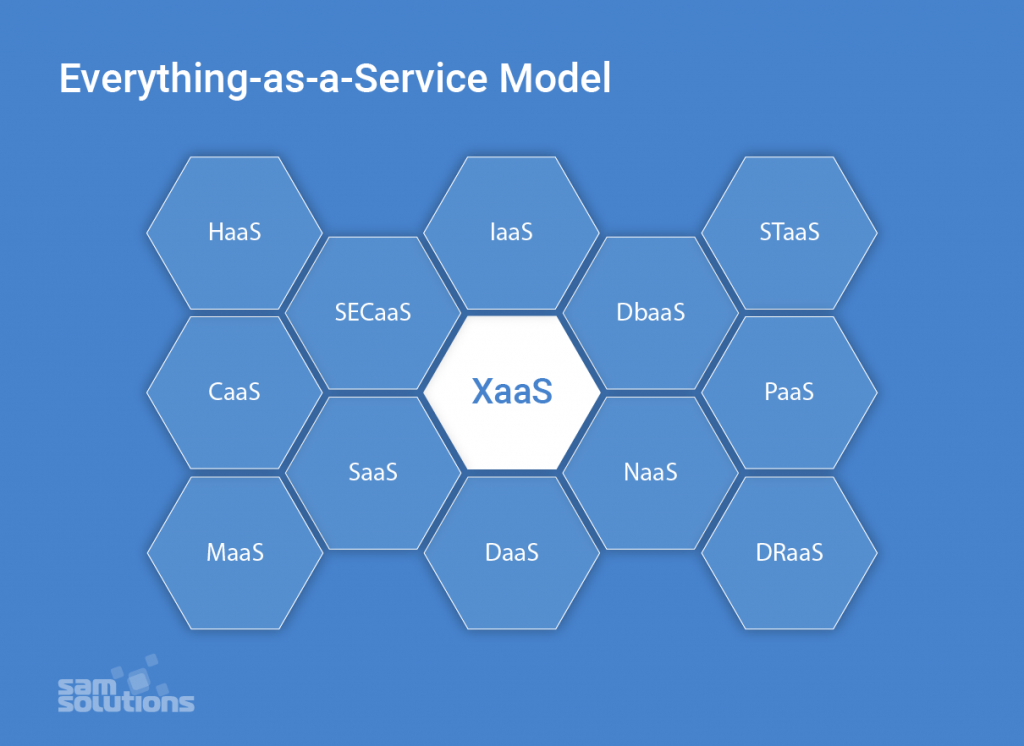 Everything-as-a-Service Model
HaaS
IaaS
STaaS
SECaaS
DbaaS
CaaS
XaaS
PaaS
SaaS
NaaS
MaaS
DaaS
DRaaS
sam
solutions